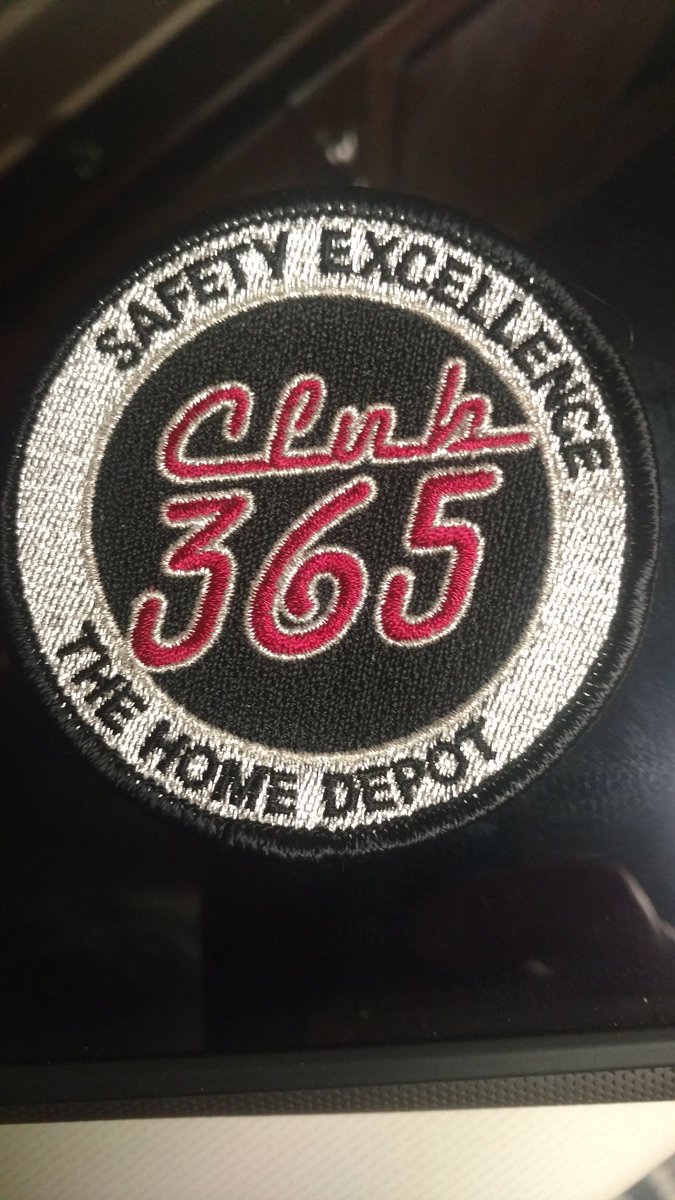 SAFETY EXCELLENCE
Club
365
THE HOME DEPOT